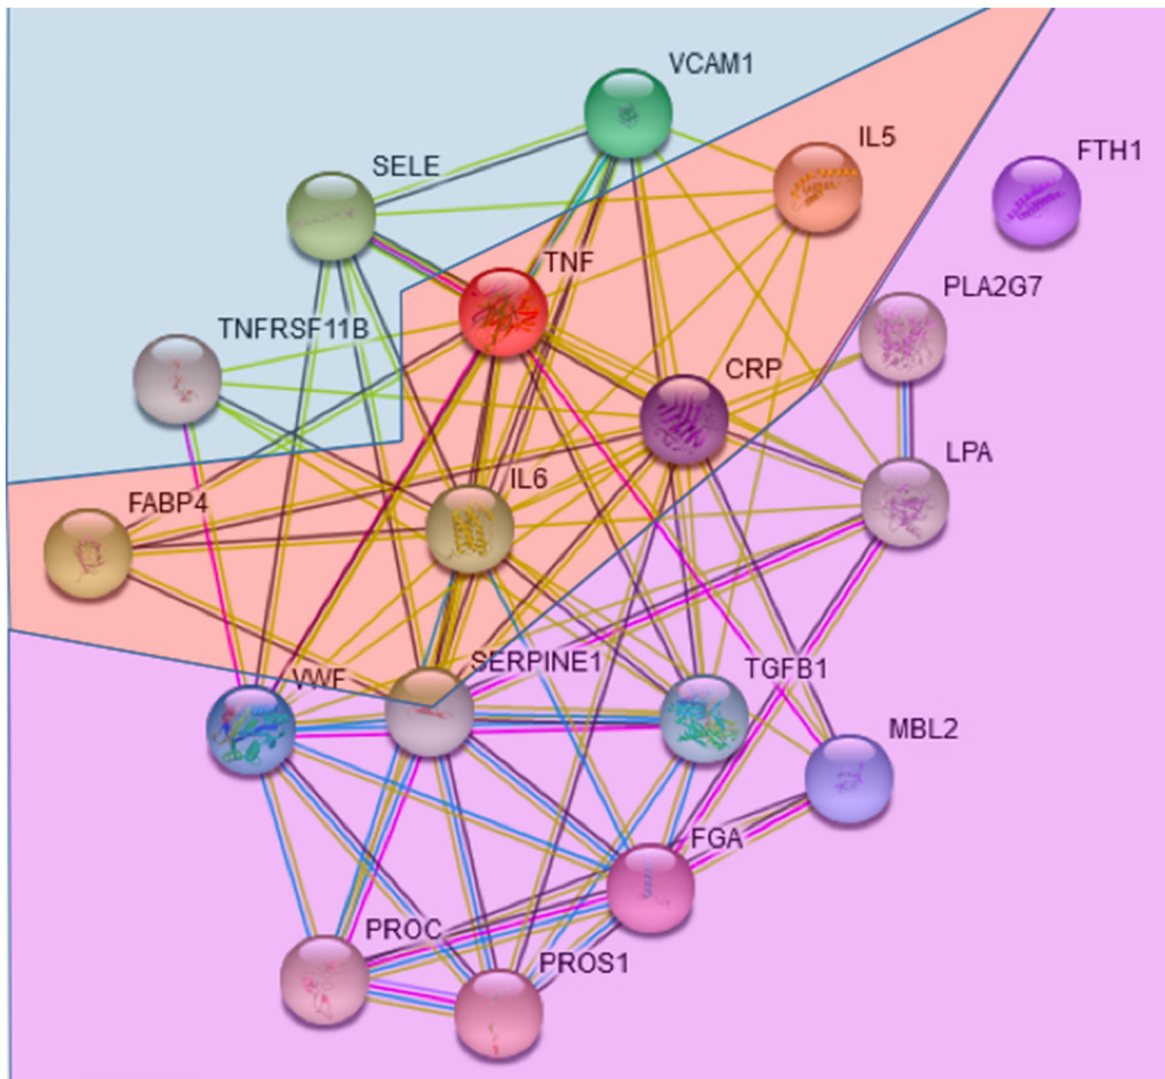 VCAM1
IL5
FTH1
SELE
TNF
PLA2G7
TNFRSF11B
CRP
LPA
IL6
FABP4
SERPINE1
TGFB1
VWF
MBL2
FGA
PROC
PROS1